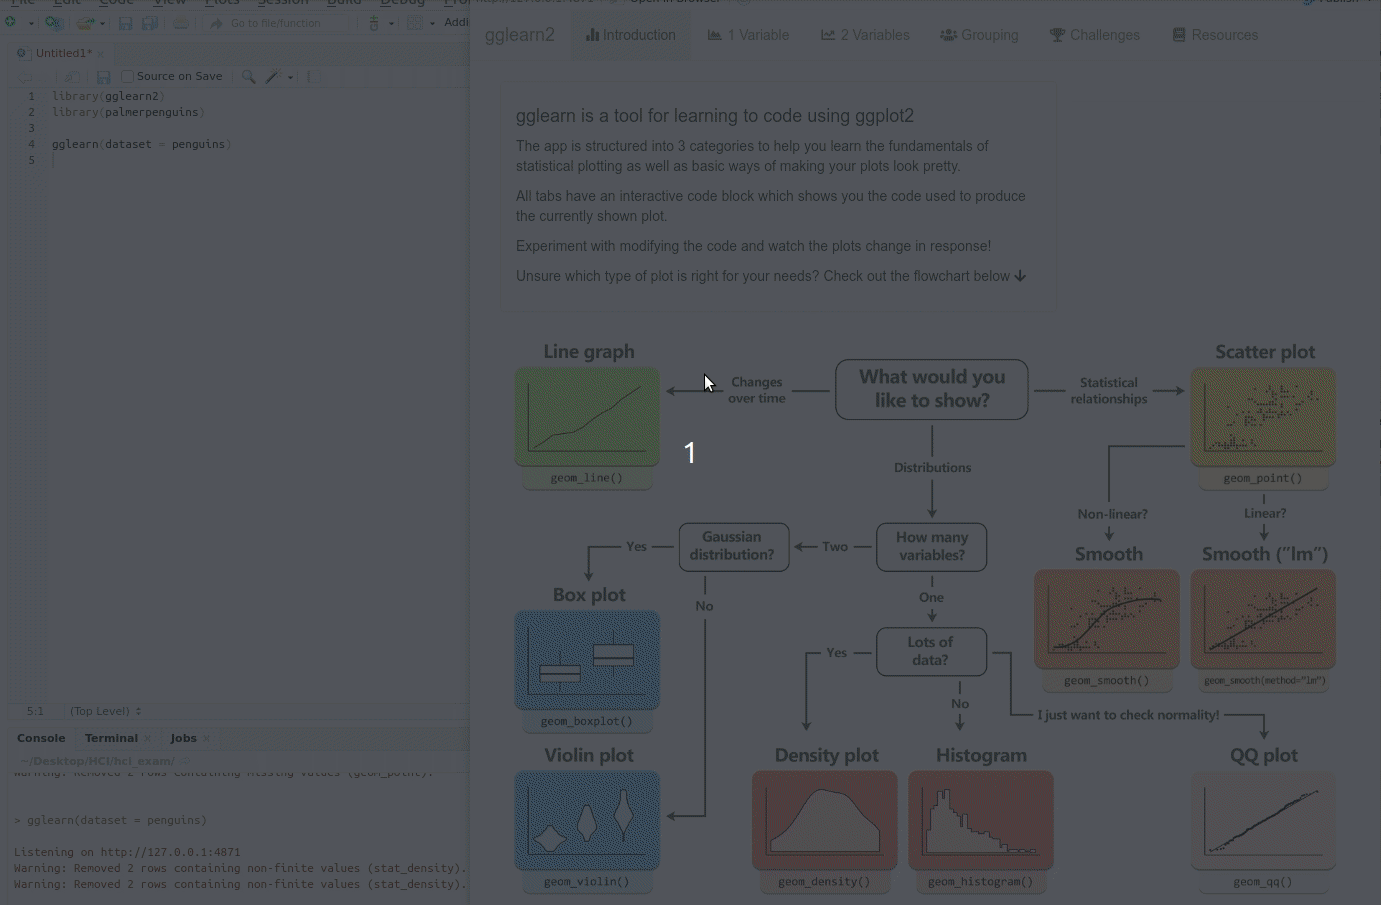 File Edit Code View Plots Session Build Debug
Go to file/function
Addi
Untitled1*
Source on Save
1 library(gglearn2)
2 library(palmerpenguins)
3
4 gglearn(dataset = penguins)
5
5:1 (Top Level)
Console Terminal Jobs
~/Desktop/HCI/hci_exam/
Warning: Removed 2 rows containing missing values (geom_point).
> gglearn(dataset = penguins)
Listening on http://127.0.0.1:4871
Warning: Removed 2 rows containing non-finite values (stat_density).
Warning: Removed 2 rows containing non-finite values (stat_density).
http://127.0.0.1:4871 Open in Browser
Publish
gglearn2 Introduction 1 Variable 2 Variables Grouping Challenges Resources
gglearn is a tool for learning to code using ggplot2
The app is structured into 3 categories to help you learn the fundamentals of
statistical plotting as well as basic ways of making your plots look pretty.
All tabs have an interactive code block which shows you the code used to produce
the currently shown plot.
Experiment with modifying the code and watch the plots change in response!
Unsure which type of plot is right for your needs? Check out the flowchart below
Line graph
geom_line()
Changes
over time
What would you
like to show?
Statistical
relationships
Scatter plot
geom_point()
1
Distributions
Non-linear?
Linear?
Yes
Gaussian
distribution?
Two
How many
variables?
Smooth
geom_smooth()
Smooth ("lm")
geom_smooth(method="lm")
Box plot
geom_boxplot()
No
One
Yes
Lots of
data?
No
I just want to check normality!
Violin plot
geom_violin()
Density plot
geom_density()
Histogram
geom_histogram()
QQ plot
geom_qq()